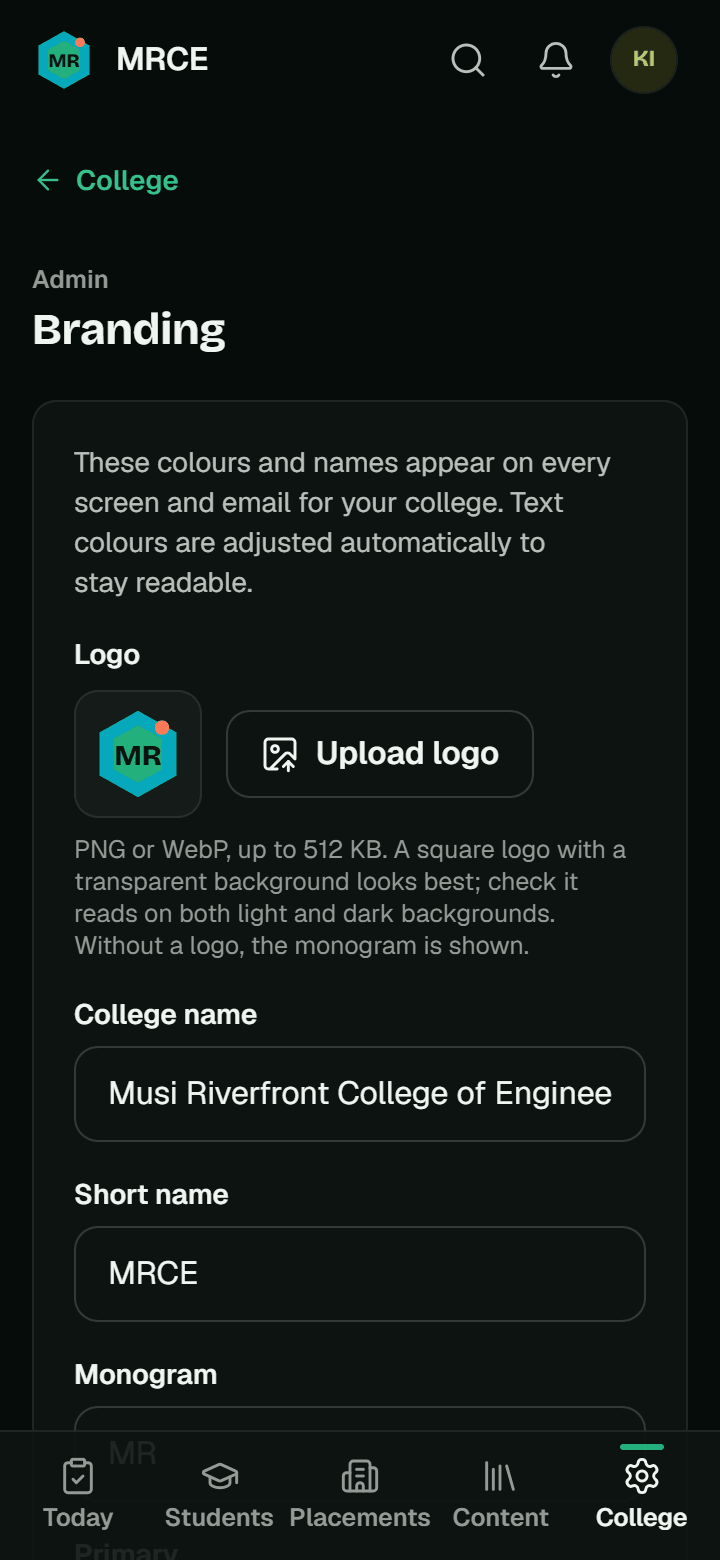 MR
MRCE
KI
College
Admin
Branding
These colours and names appear on every
screen and email for your college. Text
colours are adjusted automatically to
stay readable.
Logo
MR
Upload logo
PNG or WebP, up to 512 KB. A square logo with a
transparent background looks best; check it
reads on both light and dark backgrounds.
Without a logo, the monogram is shown.
College name
Musi Riverfront College of Enginee
Short name
MRCE
Monogram
MR
Today
Students
Placements
Content
College
Primary